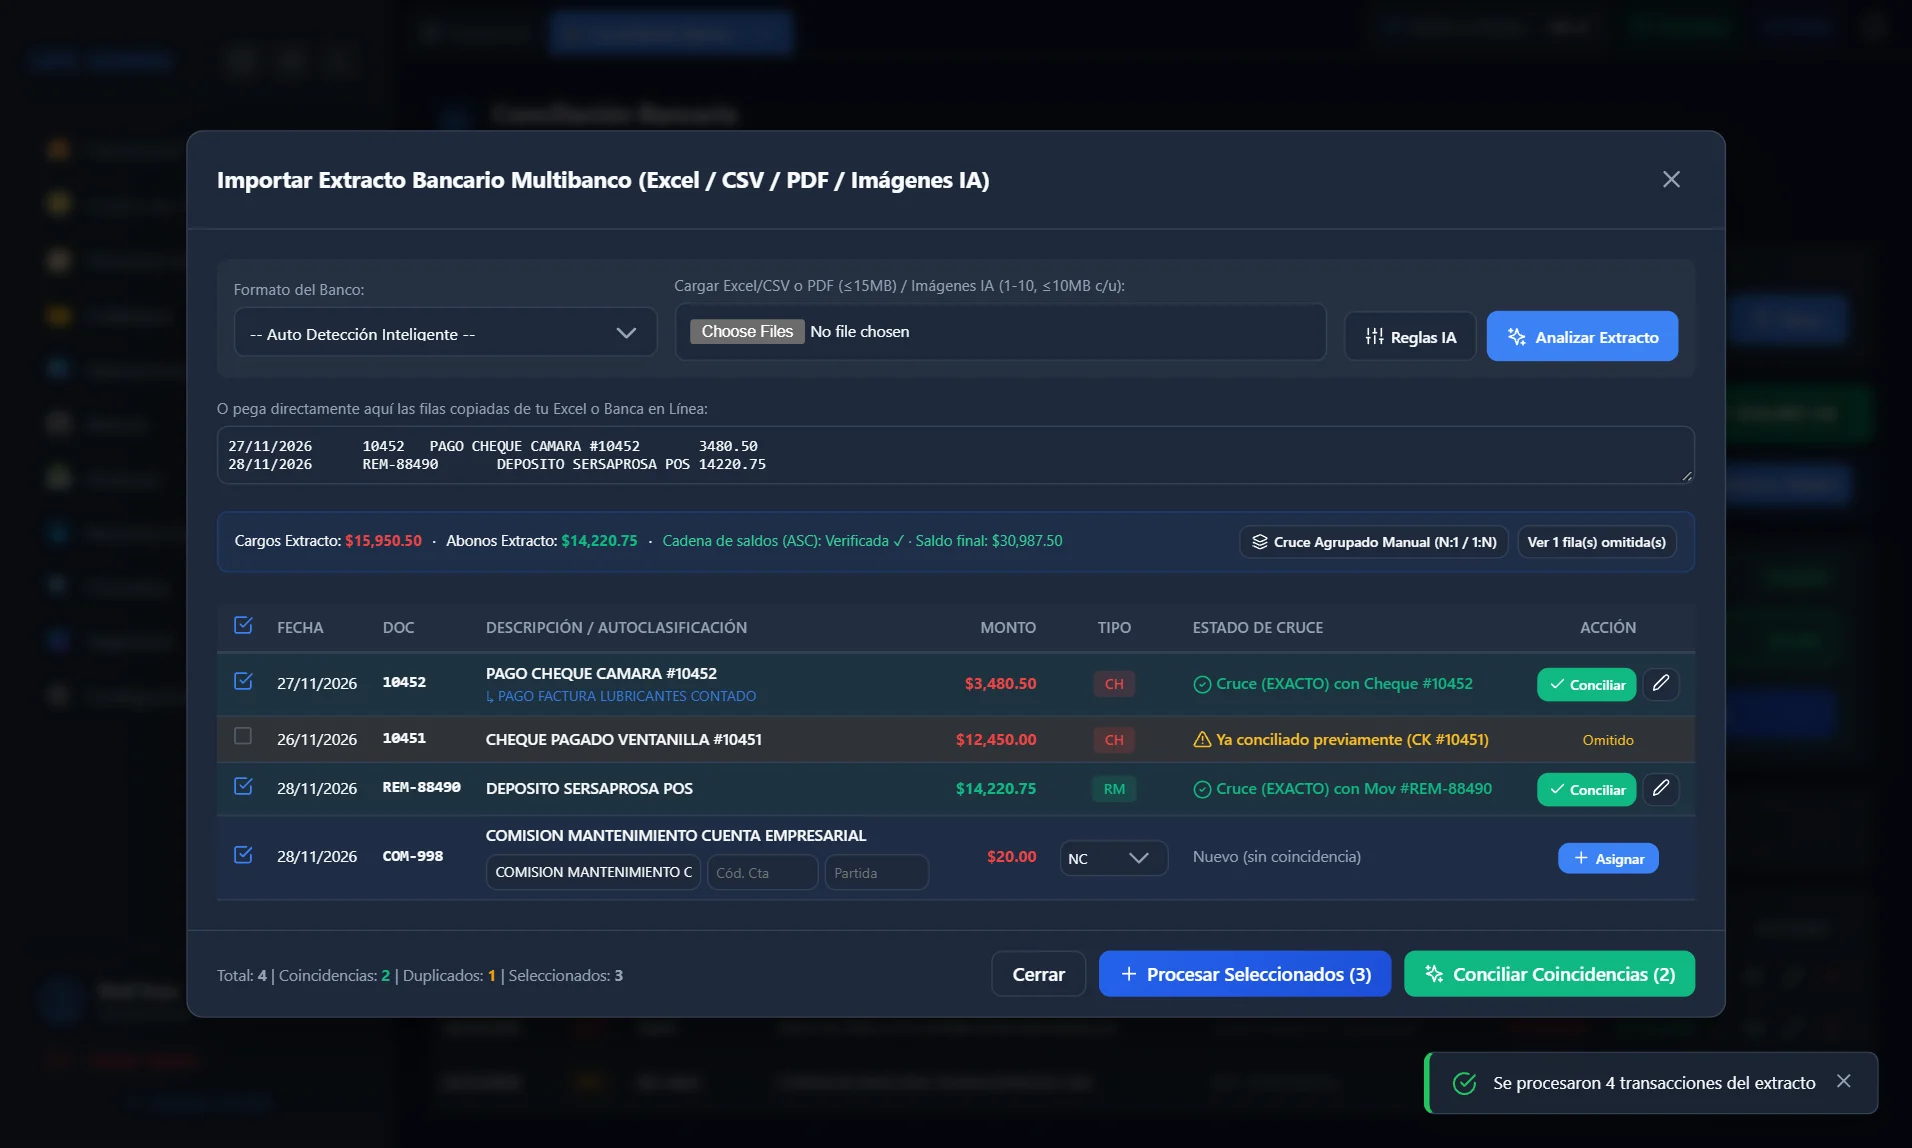 Conciliación Bancaria
Importar Extracto Bancario Multibanco (Excel / CSV / PDF / Imágenes IA)
Formato del Banco:
Cargar Excel/CSV o PDF (≤15MB) / Imágenes IA (1-10, ≤10MB c/u):
-- Auto Detección Inteligente --
Choose Files No file chosen
Reglas IA
Analizar Extracto
O pega directamente aquí las filas copiadas de tu Excel o Banca en Línea:
27/11/2026 10452 PAGO CHEQUE CAMARA #10452 3480.50
28/11/2026 REM-88490 DEPOSITO SERSAPROSA POS 14220.75
Cargos Extracto: $15,950.50 · Abonos Extracto: $14,220.75 · Cadena de saldos (ASC): Verificada ✓ · Saldo final: $30,987.50
Cruce Agrupado Manual (N:1 / 1:N)
Ver 1 fila(s) omitida(s)
FECHA DOC DESCRIPCIÓN / AUTOCLASIFICACIÓN MONTO TIPO ESTADO DE CRUCE ACCIÓN
27/11/2026 10452 PAGO CHEQUE CAMARA #10452 $3,480.50 CH Cruce (EXACTO) con Cheque #10452 Conciliar
↳ PAGO FACTURA LUBRICANTES CONTADO
26/11/2026 10451 CHEQUE PAGADO VENTANILLA #10451 $12,450.00 CH Ya conciliado previamente (CK #10451) Omitido
28/11/2026 REM-88490 DEPOSITO SERSAPROSA POS $14,220.75 RM Cruce (EXACTO) con Mov #REM-88490 Conciliar
28/11/2026 COM-998 COMISION MANTENIMIENTO CUENTA EMPRESARIAL $20.00 NC Nuevo (sin coincidencia) + Asignar
COMISION MANTENIMIENTO C Cód. Cta Partida
Total: 4 | Coincidencias: 2 | Duplicados: 1 | Seleccionados: 3
Cerrar
+ Procesar Seleccionados (3)
Conciliar Coincidencias (2)
Se procesaron 4 transacciones del extracto